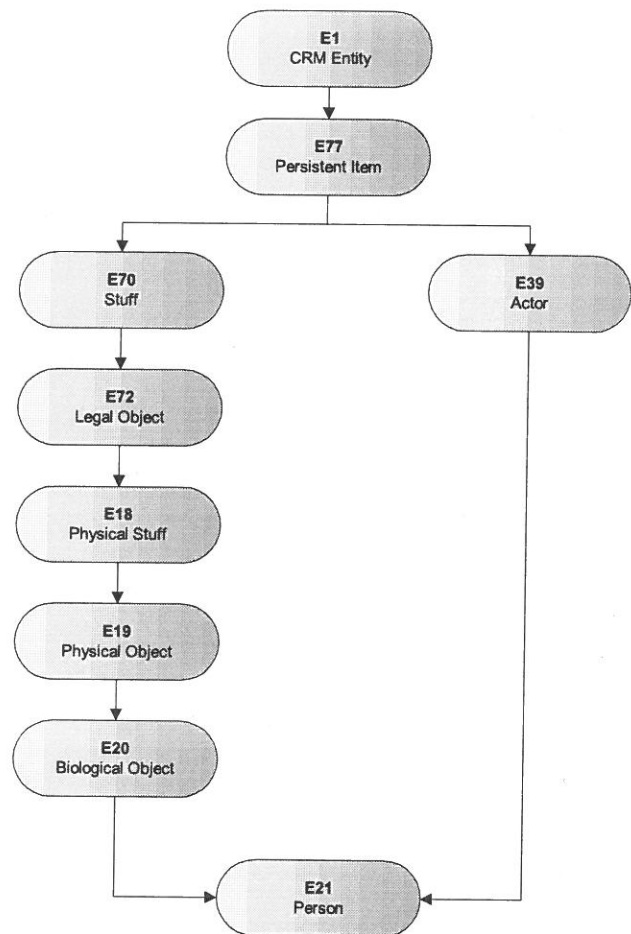 E1
CRM Entity
E77
Persistent Item
E70
Stuff
E39
Actor
E72
Legal Object
E18
Physical Stuff
E19
Physical Object
E20
Biological Object
E21
Person